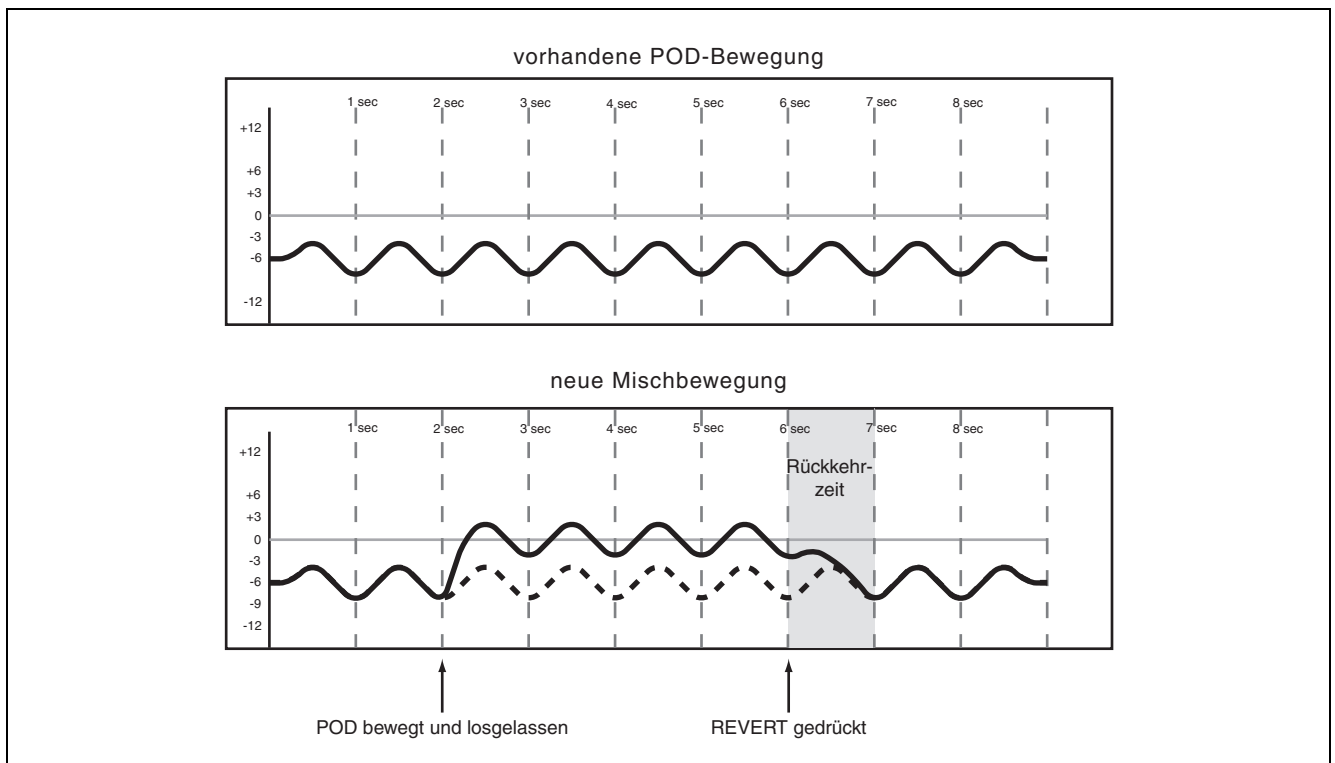 vorhandene POD-Bewegung
1 sec 2 sec 3 sec 4 sec 5 sec 6 sec 7 sec 8 sec
+12
+6
+3
0
-3
-6
-12
neue Mischbewegung
1 sec 2 sec 3 sec 4 sec 5 sec 6 sec 7 sec 8 sec
+12
Rückkehr-
zeit
+6
+3
0
-3
-6
-9
-12
POD bewegt und losgelassen
REVERT gedrückt